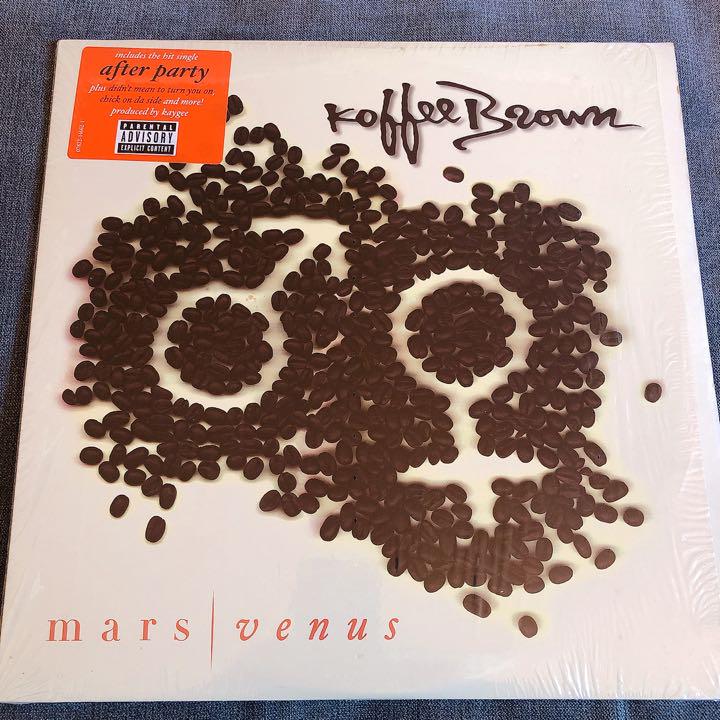 includes the hit single
after party
plus didn't mean to turn you on,
chick on da side and more!
produced by kaygee
PARENTAL
ADVISORY
EXPLICIT CONTENT
Koffee Brown
mars | venus